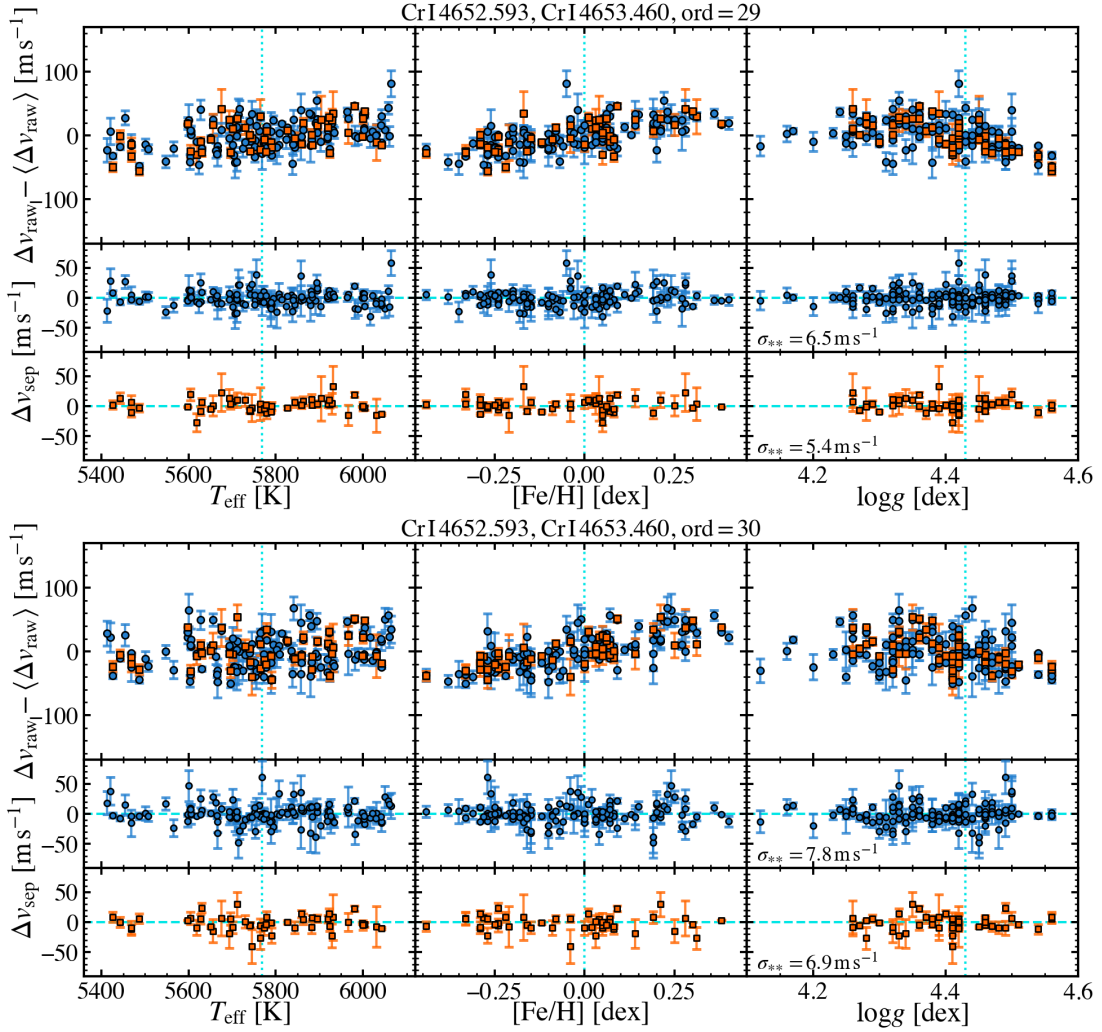 Cr I 4652.593, Cr I 4653.460, ord = 29
Δv_raw_l − ⟨Δv_raw⟩ [m s⁻¹]
100
0
−100
Δv_sep [m s⁻¹]
50
0
−50
σ** = 6.5 m s⁻¹
50
0
−50
σ** = 5.4 m s⁻¹
5400 5600 5800 6000 −0.25 0.00 0.25 4.2 4.4 4.6
T_eff [K] [Fe/H] [dex] log g [dex]
Cr I 4652.593, Cr I 4653.460, ord = 30
Δv_raw_l − ⟨Δv_raw⟩ [m s⁻¹]
100
0
−100
Δv_sep [m s⁻¹]
50
0
−50
σ** = 7.8 m s⁻¹
50
0
−50
σ** = 6.9 m s⁻¹
5400 5600 5800 6000 −0.25 0.00 0.25 4.2 4.4 4.6
T_eff [K] [Fe/H] [dex] log g [dex]